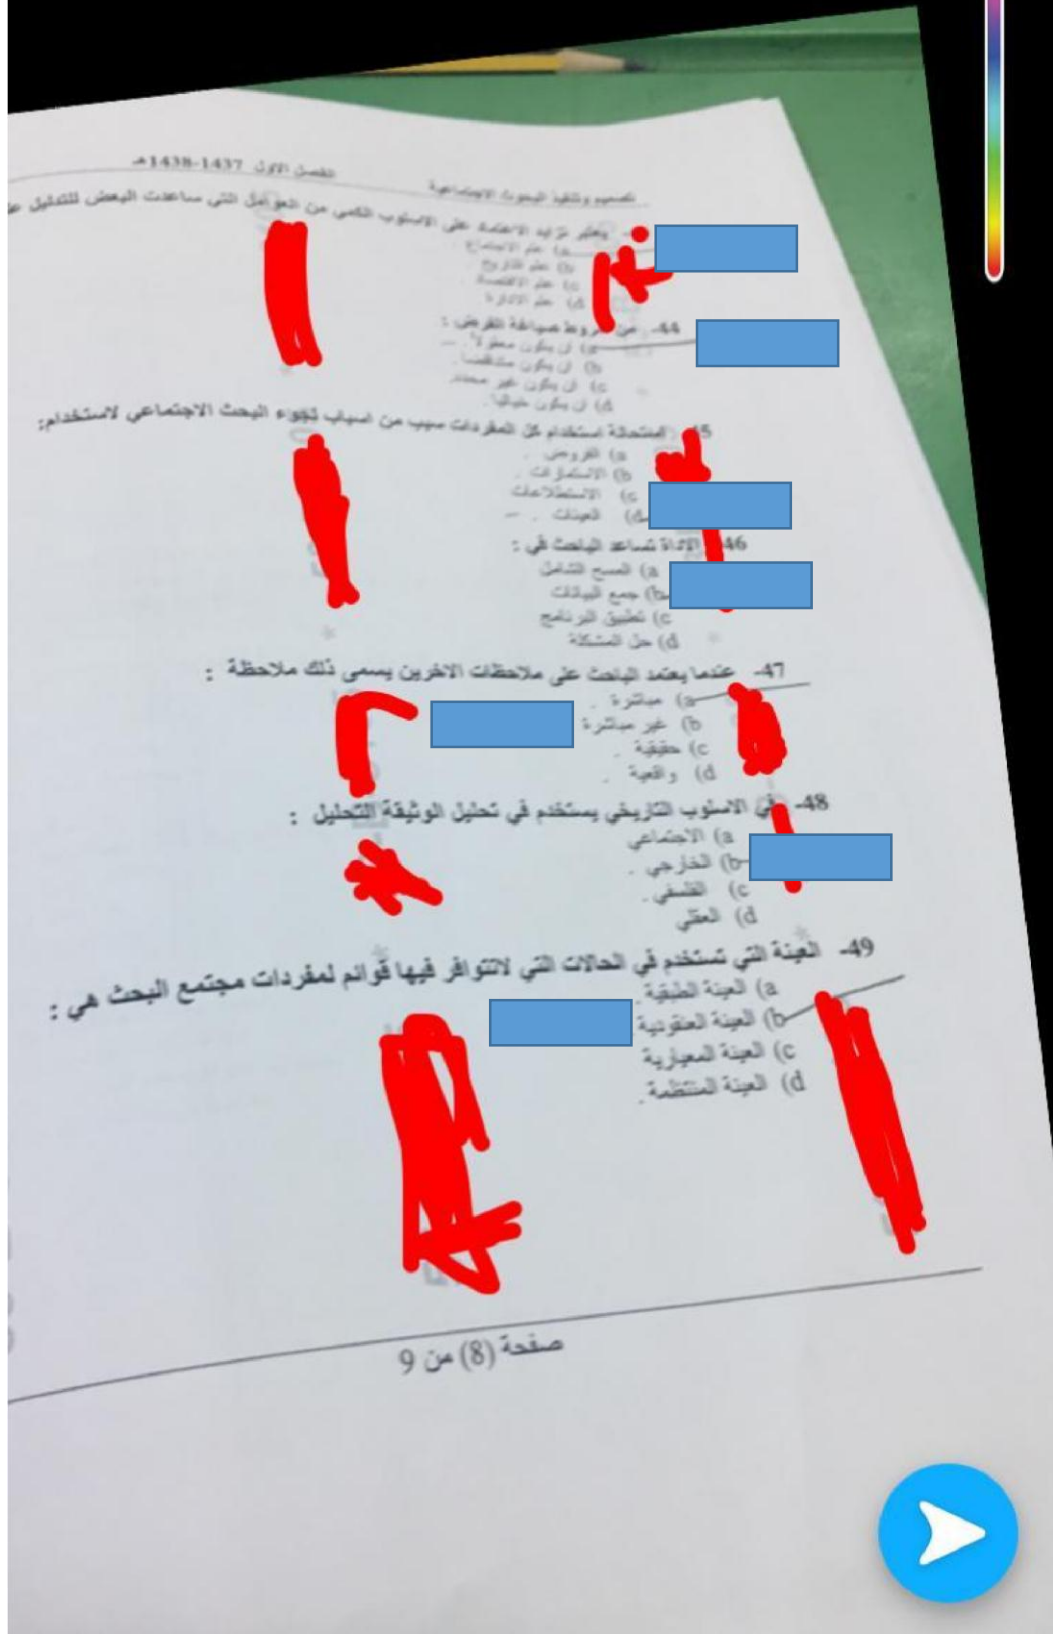 تصميم وتنفيذ البحوث الاجتماعية
الفصل الاول 1437-1438هـ
يعتبر تزايد الاعتماد على الاسلوب الكمي من العوامل التي ساعدت البعض للتدليل
a) علم الاجتماع
b) علم التاريخ
c) علم الاقتصاد
d) علم الادارة
44- من شروط صياغة الفرض :
a) ان يكون معقولاً .
b) ان يكون متناقضا .
c) ان يكون غير محدد
d) ان يكون خياليا .
استحالة استخدام كل المفردات سبب من اسباب لجوء البحث الاجتماعي لاستخدام:
a) الفروض .
b) الاستمارات .
c) الاستطلاعات
d) العينات .
46- الاداة تساعد الباحث في :
a) المسح الشامل
b) جمع البيانات
c) تطبيق البرنامج
d) حل المشكلة
47- عندما يعتمد الباحث على ملاحظات الاخرين يسمى ذلك ملاحظة :
a) مباشرة .
b) غير مباشرة
c) حقيقية .
d) واقعية .
48- في الاسلوب التاريخي يستخدم في تحليل الوثيقة التحليل :
a) الاجتماعي
b) الخارجي .
c) الفلسفي .
d) العقلي
49- العينة التي تستخدم في الحالات التي لاتتوافر فيها قوائم لمفردات مجتمع البحث هي :
a) العينة الطبقية .
b) العينة العنقودية
c) العينة المعيارية
d) العينة المنتظمة .
صفحة (8) من 9